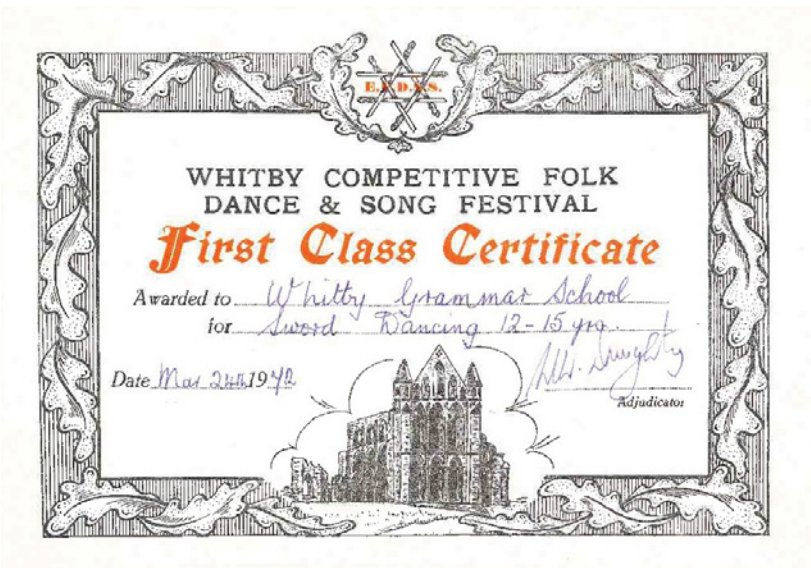 E.F.D.S.S.
WHITBY COMPETITIVE FOLK
DANCE & SONG FESTIVAL
First Class Certificate
Awarded to Whitby Grammar School
for Sword Dancing 12-15 yrs.
Date Mar 24th 1972
Adjudicator